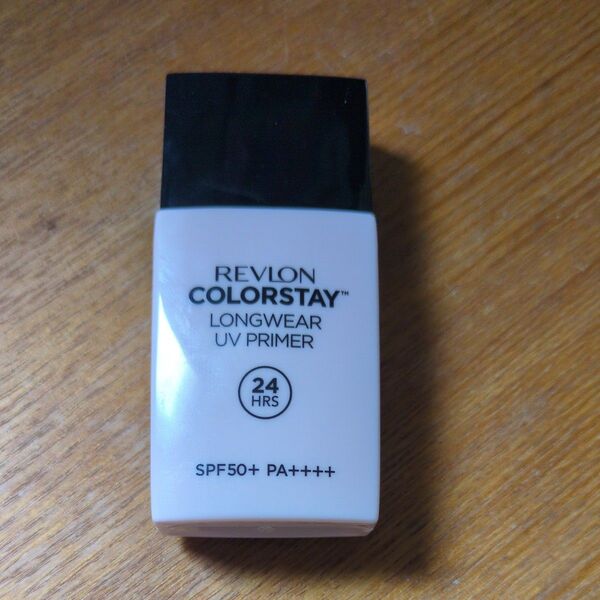 REVLON
COLORSTAY™
LONGWEAR
UV PRIMER
24
HRS
SPF50+ PA++++